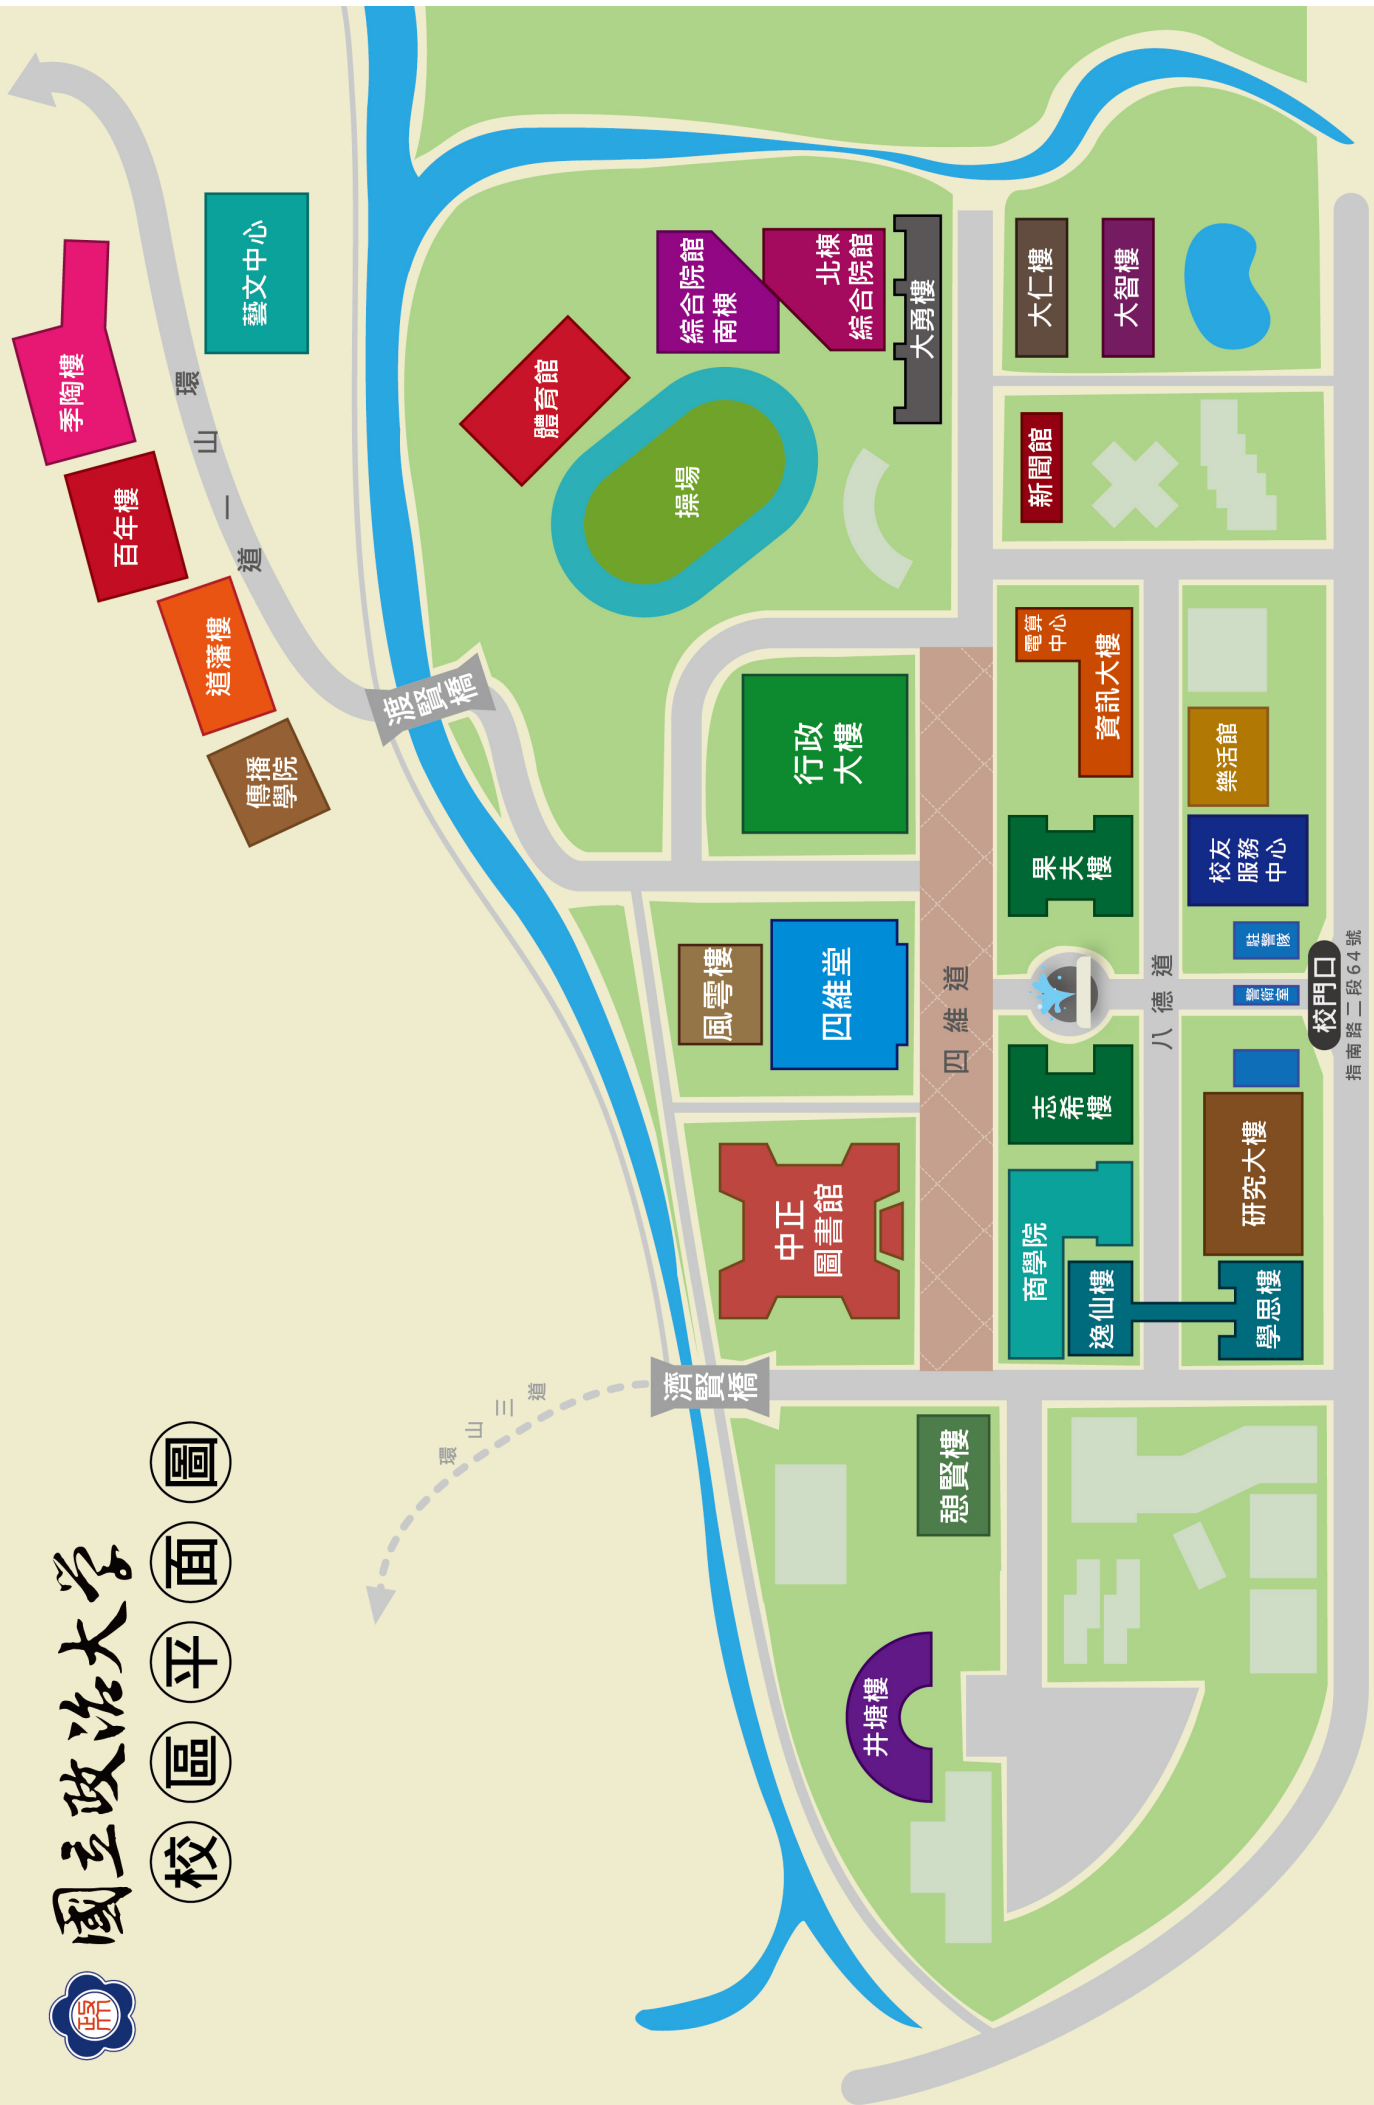 國立政治大学
校區平面圖
政大
藝文中心
季陶樓
百年樓
道藩樓
傳播
學院
環山一道
渡賢橋
體育館
操場
綜合院館
南棟
北棟
綜合院館
大勇樓
大仁樓
大智樓
新聞館
行政
大樓
電算
中心
資訊大樓
樂活館
果夫樓
校友
服務
中心
駐警隊
警衛室
校門口
指南路二段64號
風雩樓
四維堂
四維道
八德道
志希樓
研究大樓
中正
圖書館
商學院
逸仙樓
學思樓
濟賢橋
環山三道
憩賢樓
井塘樓